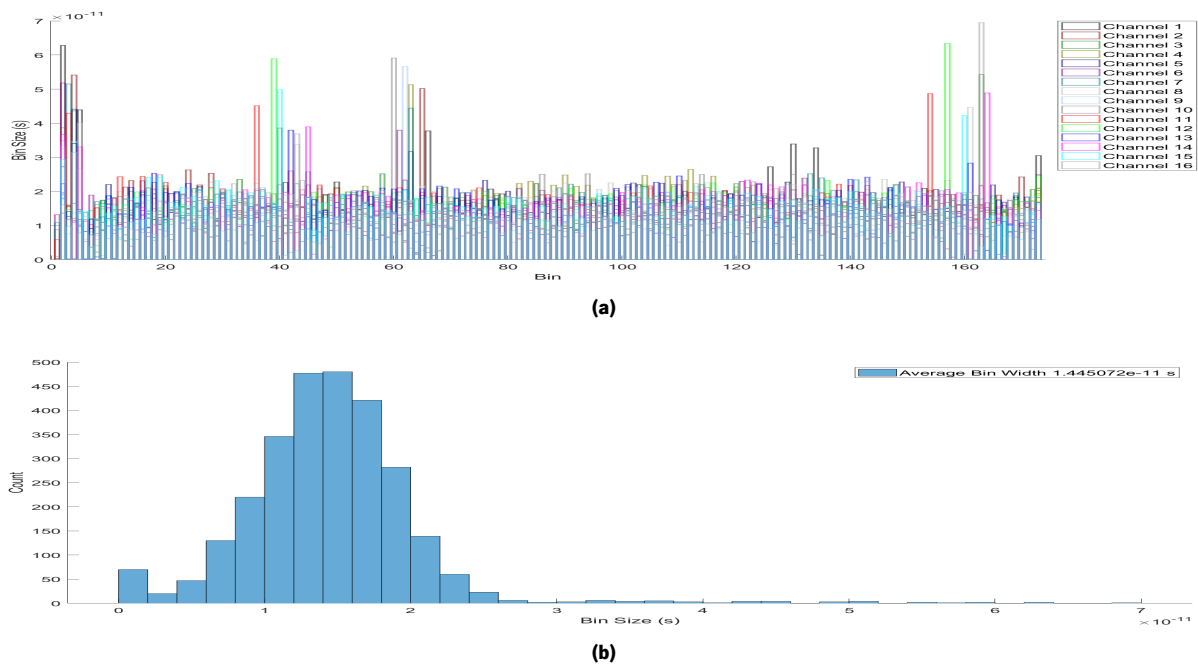 × 10⁻¹¹
7
6
5
4
3
2
1
0
Bin Size (s)
20
40
60
80
100
120
140
160
Bin
Channel 1
Channel 2
Channel 3
Channel 4
Channel 5
Channel 6
Channel 7
Channel 8
Channel 9
Channel 10
Channel 11
Channel 12
Channel 13
Channel 14
Channel 15
Channel 16
(a)
500
450
400
350
300
250
200
150
100
50
0
Count
Average Bin Width 1.445072e-11 s
0
1
2
3
4
5
6
7
Bin Size (s)
× 10⁻¹¹
(b)